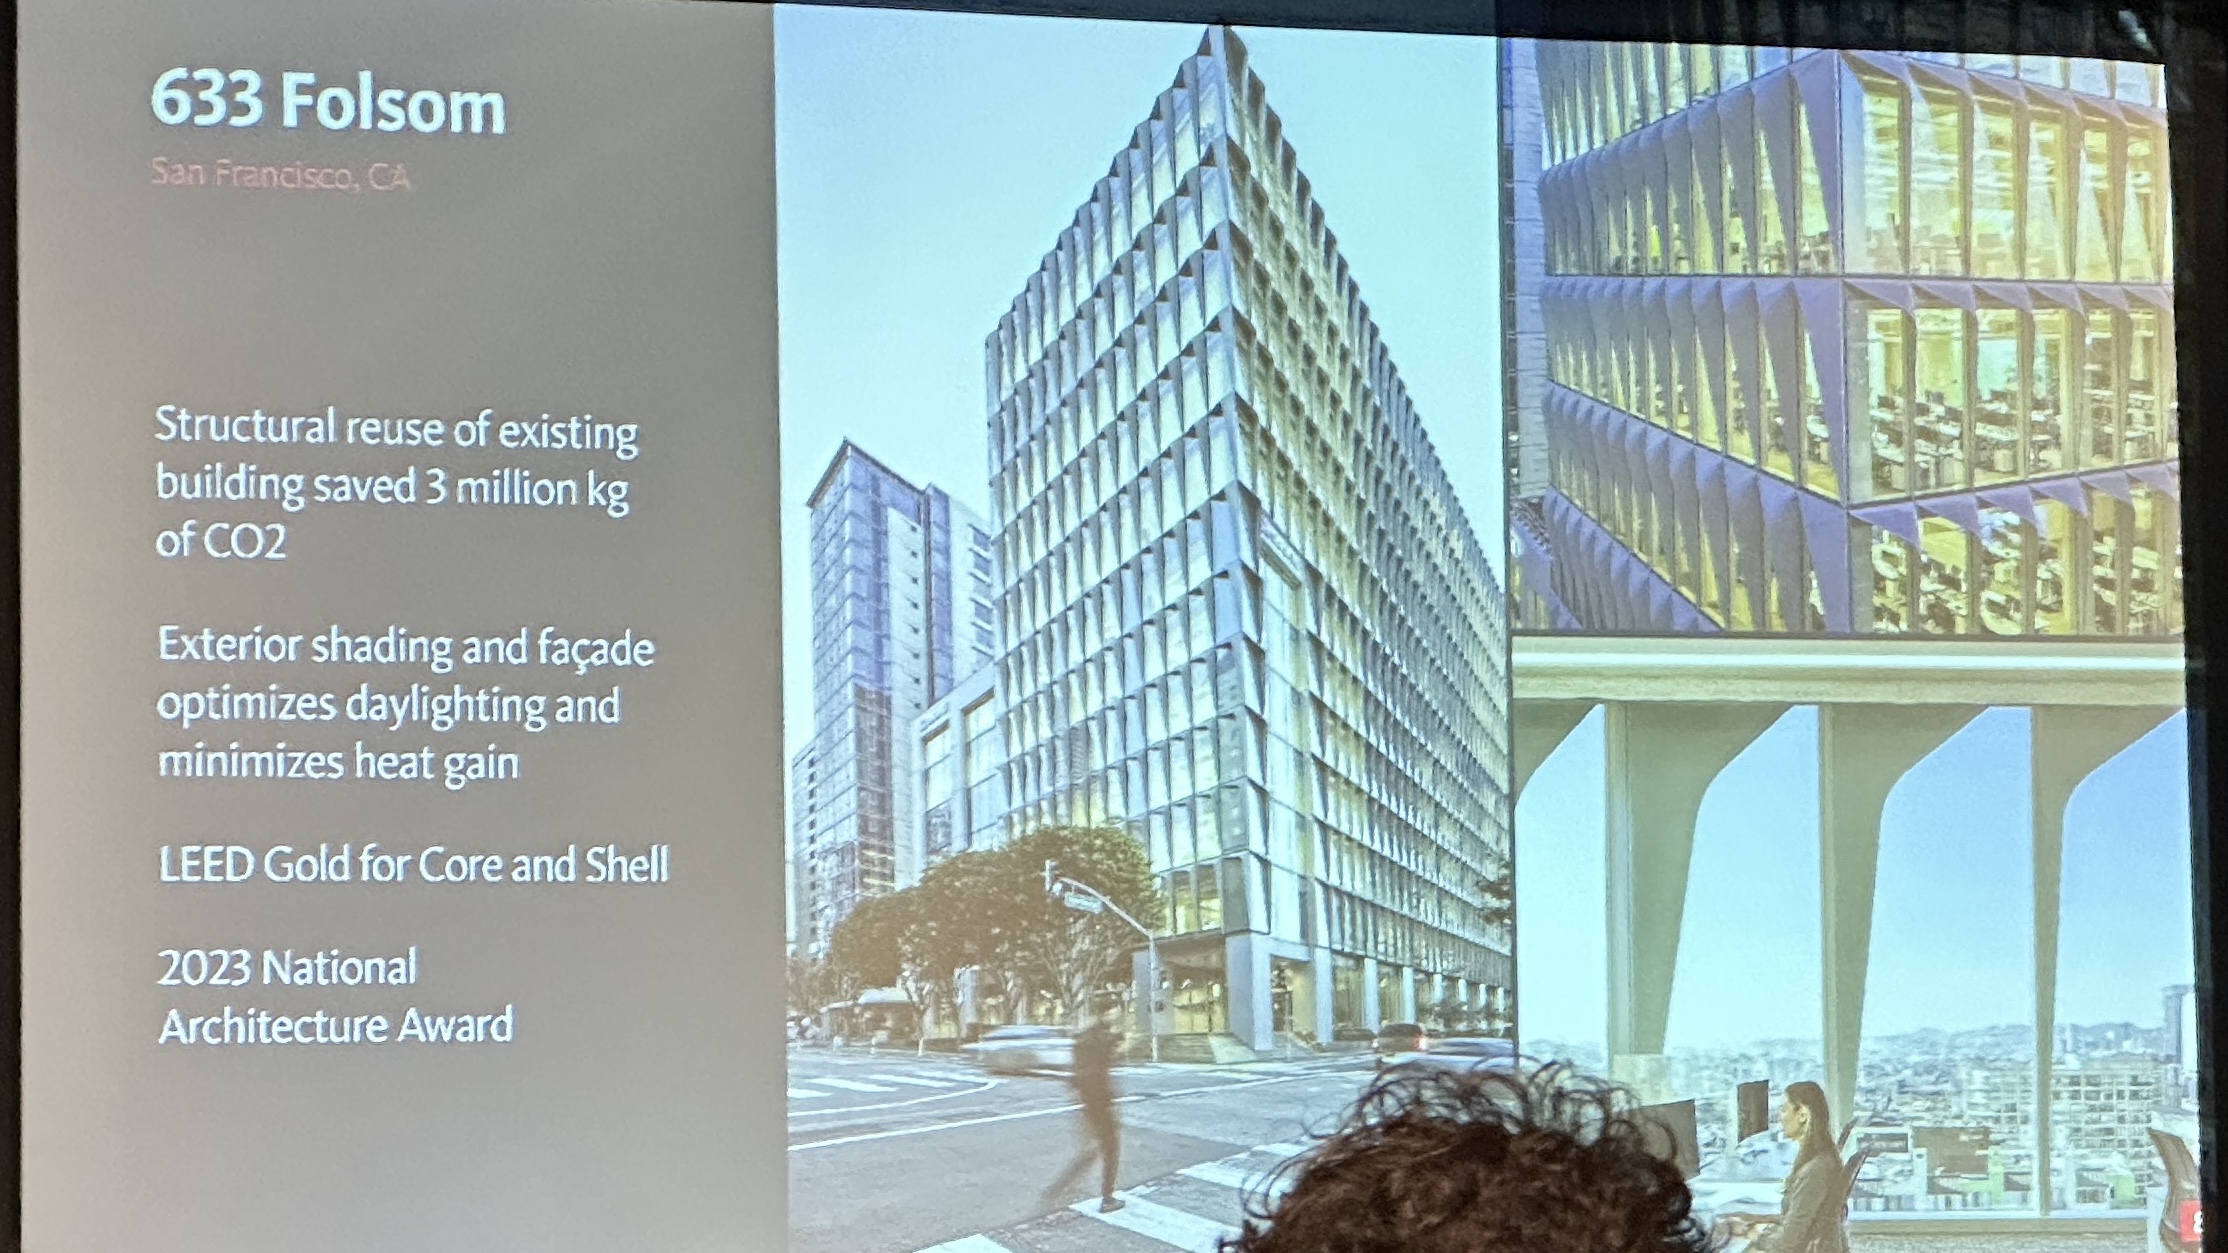 633 Folsom
San Francisco, CA
Structural reuse of existing
building saved 3 million kg
of CO2
Exterior shading and façade
optimizes daylighting and
minimizes heat gain
LEED Gold for Core and Shell
2023 National
Architecture Award